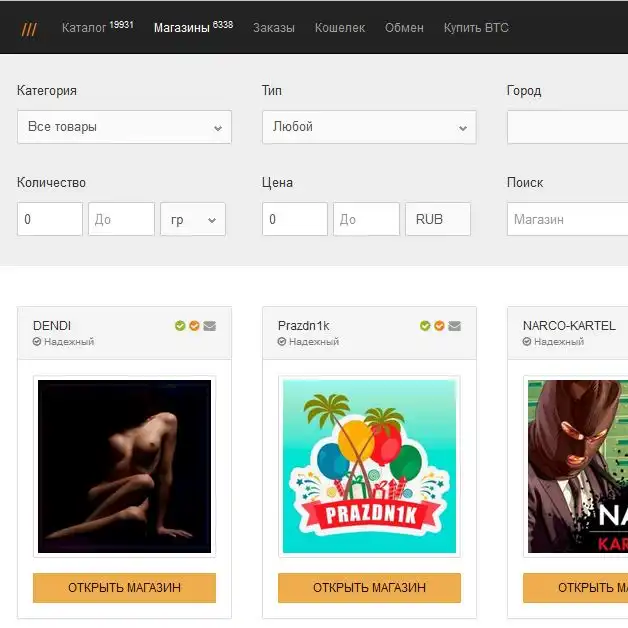 /// Каталог 19931 Магазины 6338 Заказы Кошелек Обмен Купить BTC
Категория Тип Город
Все товары Любой
Количество Цена Поиск
0 До гр 0 До RUB Магазин
DENDI Prazdn1k NARCO-KARTEL
Надежный Надежный Надежный
PRAZDN1K
NA
KAR
ОТКРЫТЬ МАГАЗИН ОТКРЫТЬ МАГАЗИН ОТКРЫТЬ М